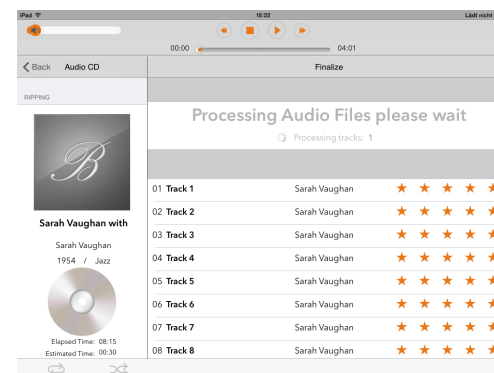 iPad 15:22 Lädt nicht
00:00 04:01
Back Audio CD Finalize
RIPPING
Processing Audio Files please wait
Processing tracks: 1
B
Sarah Vaughan with
Sarah Vaughan
1954 / Jazz
Elapsed Time: 08:15
Estimated Time: 00:30
01 Track 1 Sarah Vaughan
02 Track 2 Sarah Vaughan
03 Track 3 Sarah Vaughan
04 Track 4 Sarah Vaughan
05 Track 5 Sarah Vaughan
06 Track 6 Sarah Vaughan
07 Track 7 Sarah Vaughan
08 Track 8 Sarah Vaughan